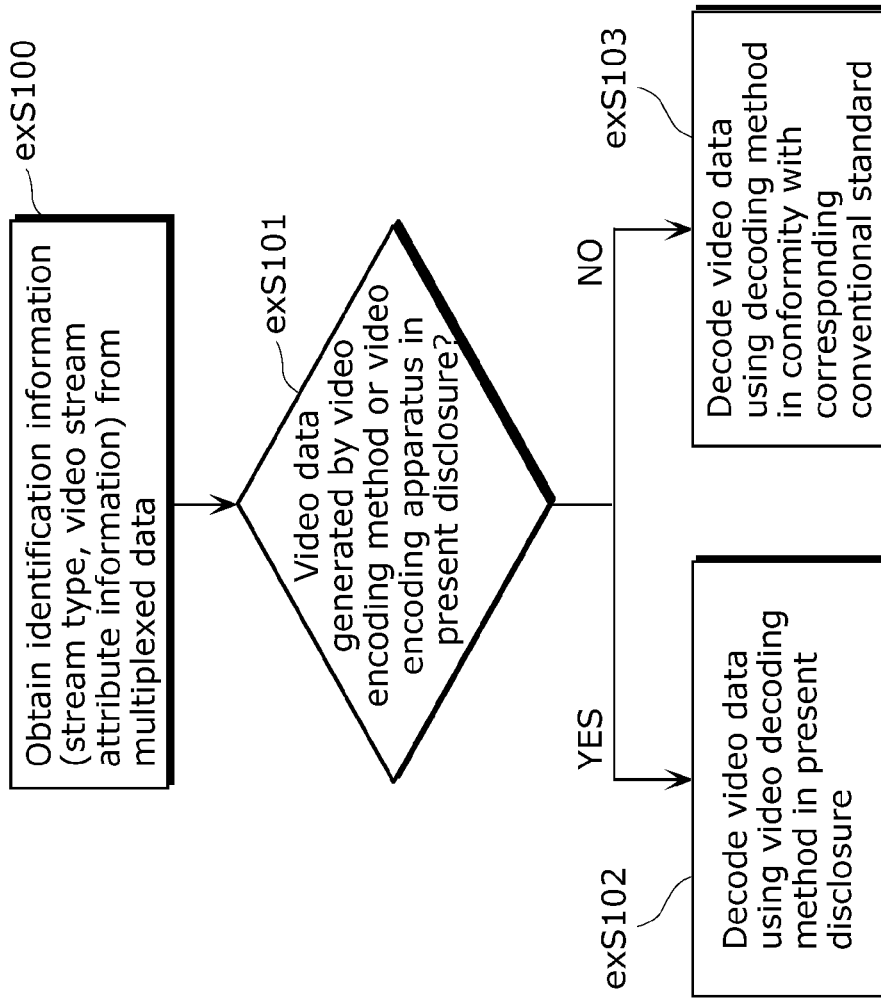 exS100
Obtain identification information
(stream type, video stream
attribute information) from
multiplexed data
exS101
Video data
generated by video
encoding method or video
encoding apparatus in
present disclosure?
YES
NO
exS102
Decode video data
using video decoding
method in present
disclosure
exS103
Decode video data
using decoding method
in conformity with
corresponding
conventional standard